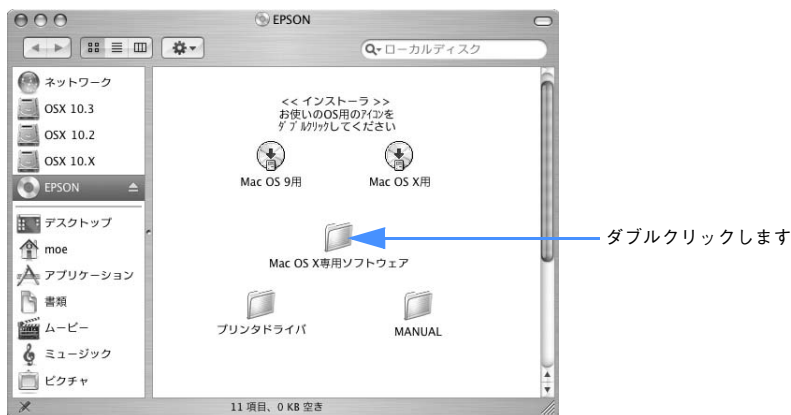 EPSON
ローカルディスク
ネットワーク
OSX 10.3
OSX 10.2
OSX 10.X
EPSON
デスクトップ
moe
アプリケーション
書類
ムービー
ミュージック
ピクチャ
<< インストーラ >>
お使いのOS用のアイコンを
ダブルクリックしてください
Mac OS 9用
Mac OS X用
Mac OS X専用ソフトウェア
ダブルクリックします
プリンタドライバ
MANUAL
11 項目、0 KB 空き